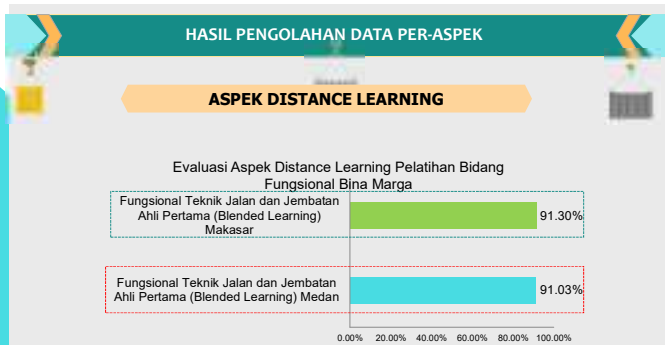 HASIL PENGOLAHAN DATA PER-ASPEK
ASPEK DISTANCE LEARNING
Evaluasi Aspek Distance Learning Pelatihan Bidang
Fungsional Bina Marga
Fungsional Teknik Jalan dan Jembatan
Ahli Pertama (Blended Learning)
Makasar
91.30%
Fungsional Teknik Jalan dan Jembatan
Ahli Pertama (Blended Learning) Medan
91.03%
0.00% 20.00% 40.00% 60.00% 80.00% 100.00%